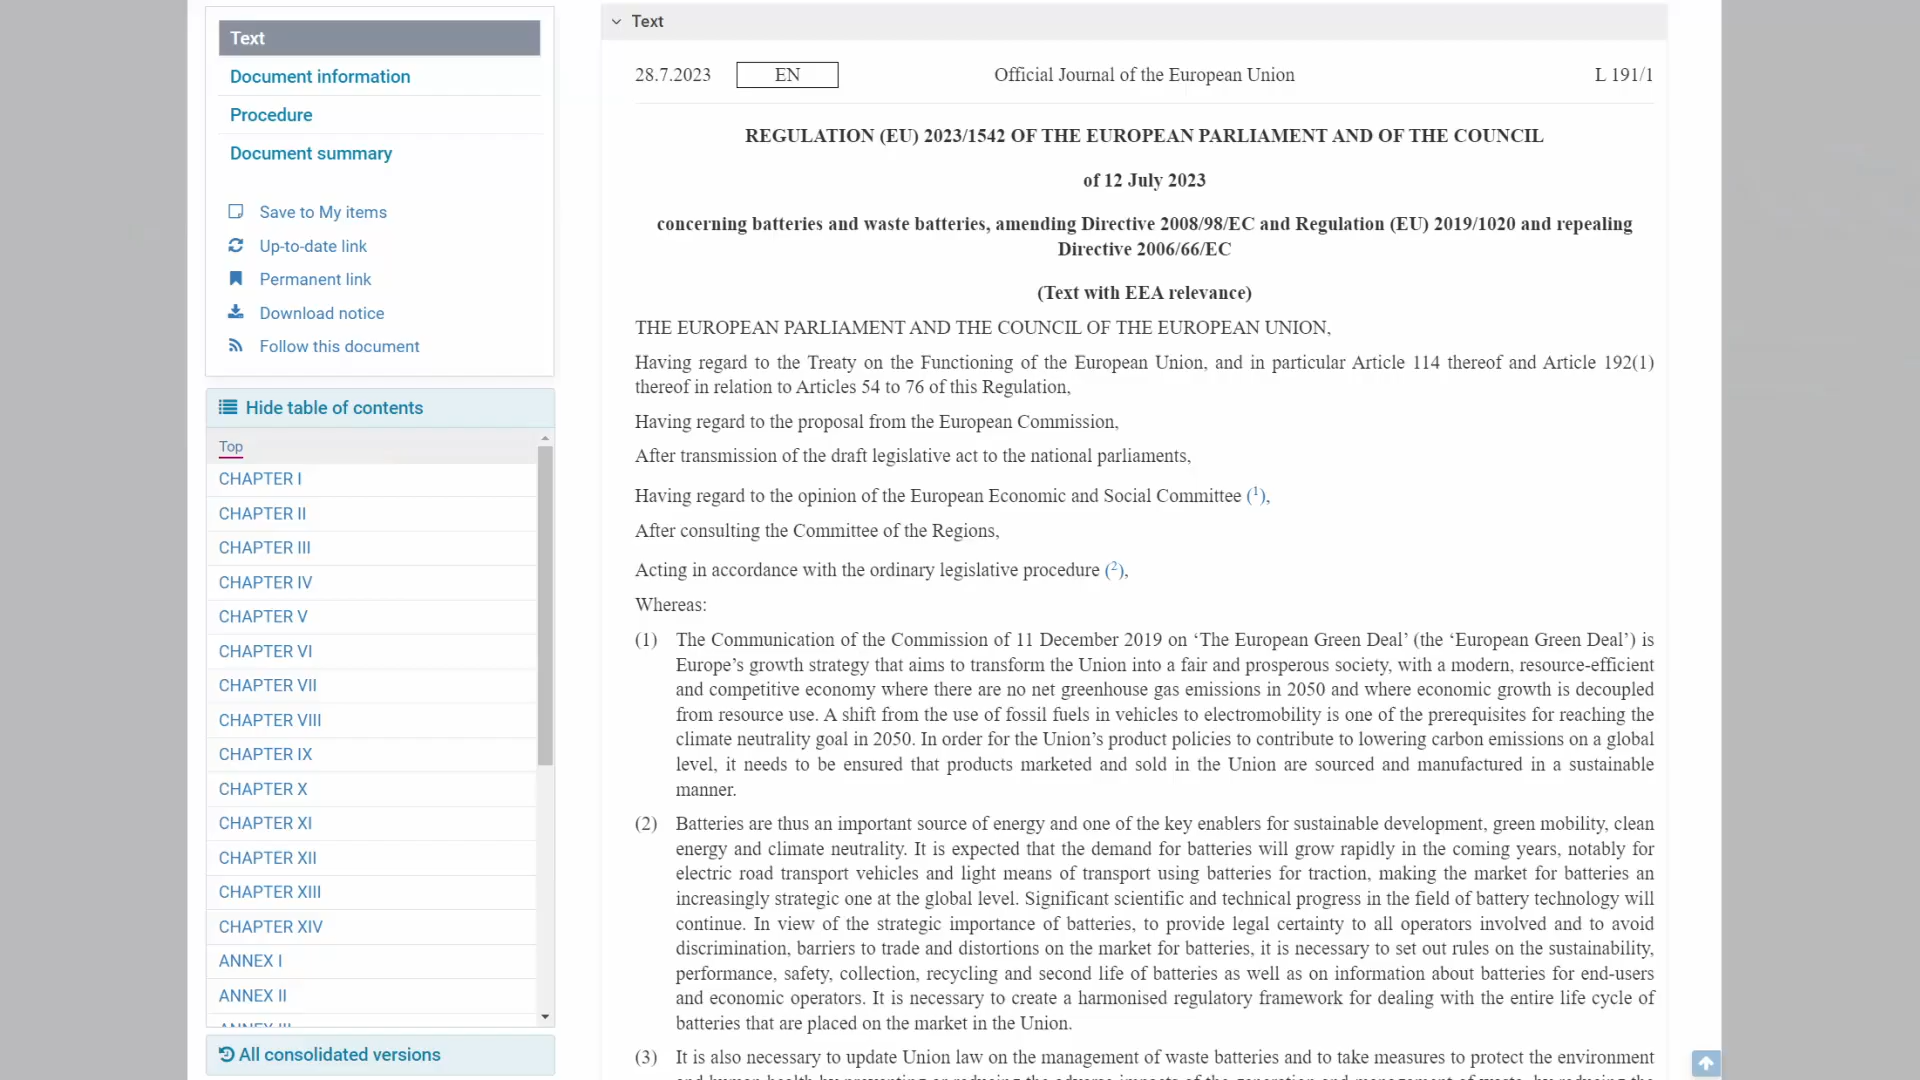 Text
Document information
Procedure
Document summary
Save to My items
Up-to-date link
Permanent link
Download notice
Follow this document
Hide table of contents
Top
CHAPTER I
CHAPTER II
CHAPTER III
CHAPTER IV
CHAPTER V
CHAPTER VI
CHAPTER VII
CHAPTER VIII
CHAPTER IX
CHAPTER X
CHAPTER XI
CHAPTER XII
CHAPTER XIII
CHAPTER XIV
ANNEX I
ANNEX II
ANNEX III
All consolidated versions
Text
28.7.2023 EN Official Journal of the European Union L 191/1
REGULATION (EU) 2023/1542 OF THE EUROPEAN PARLIAMENT AND OF THE COUNCIL
of 12 July 2023
concerning batteries and waste batteries, amending Directive 2008/98/EC and Regulation (EU) 2019/1020 and repealing
Directive 2006/66/EC
(Text with EEA relevance)
THE EUROPEAN PARLIAMENT AND THE COUNCIL OF THE EUROPEAN UNION,
Having regard to the Treaty on the Functioning of the European Union, and in particular Article 114 thereof and Article 192(1)
thereof in relation to Articles 54 to 76 of this Regulation,
Having regard to the proposal from the European Commission,
After transmission of the draft legislative act to the national parliaments,
Having regard to the opinion of the European Economic and Social Committee (1),
After consulting the Committee of the Regions,
Acting in accordance with the ordinary legislative procedure (2),
Whereas:
(1) The Communication of the Commission of 11 December 2019 on ‘The European Green Deal’ (the ‘European Green Deal’) is
Europe’s growth strategy that aims to transform the Union into a fair and prosperous society, with a modern, resource-efficient
and competitive economy where there are no net greenhouse gas emissions in 2050 and where economic growth is decoupled
from resource use. A shift from the use of fossil fuels in vehicles to electromobility is one of the prerequisites for reaching the
climate neutrality goal in 2050. In order for the Union’s product policies to contribute to lowering carbon emissions on a global
level, it needs to be ensured that products marketed and sold in the Union are sourced and manufactured in a sustainable
manner.
(2) Batteries are thus an important source of energy and one of the key enablers for sustainable development, green mobility, clean
energy and climate neutrality. It is expected that the demand for batteries will grow rapidly in the coming years, notably for
electric road transport vehicles and light means of transport using batteries for traction, making the market for batteries an
increasingly strategic one at the global level. Significant scientific and technical progress in the field of battery technology will
continue. In view of the strategic importance of batteries, to provide legal certainty to all operators involved and to avoid
discrimination, barriers to trade and distortions on the market for batteries, it is necessary to set out rules on the sustainability,
performance, safety, collection, recycling and second life of batteries as well as on information about batteries for end-users
and economic operators. It is necessary to create a harmonised regulatory framework for dealing with the entire life cycle of
batteries that are placed on the market in the Union.
(3) It is also necessary to update Union law on the management of waste batteries and to take measures to protect the environment